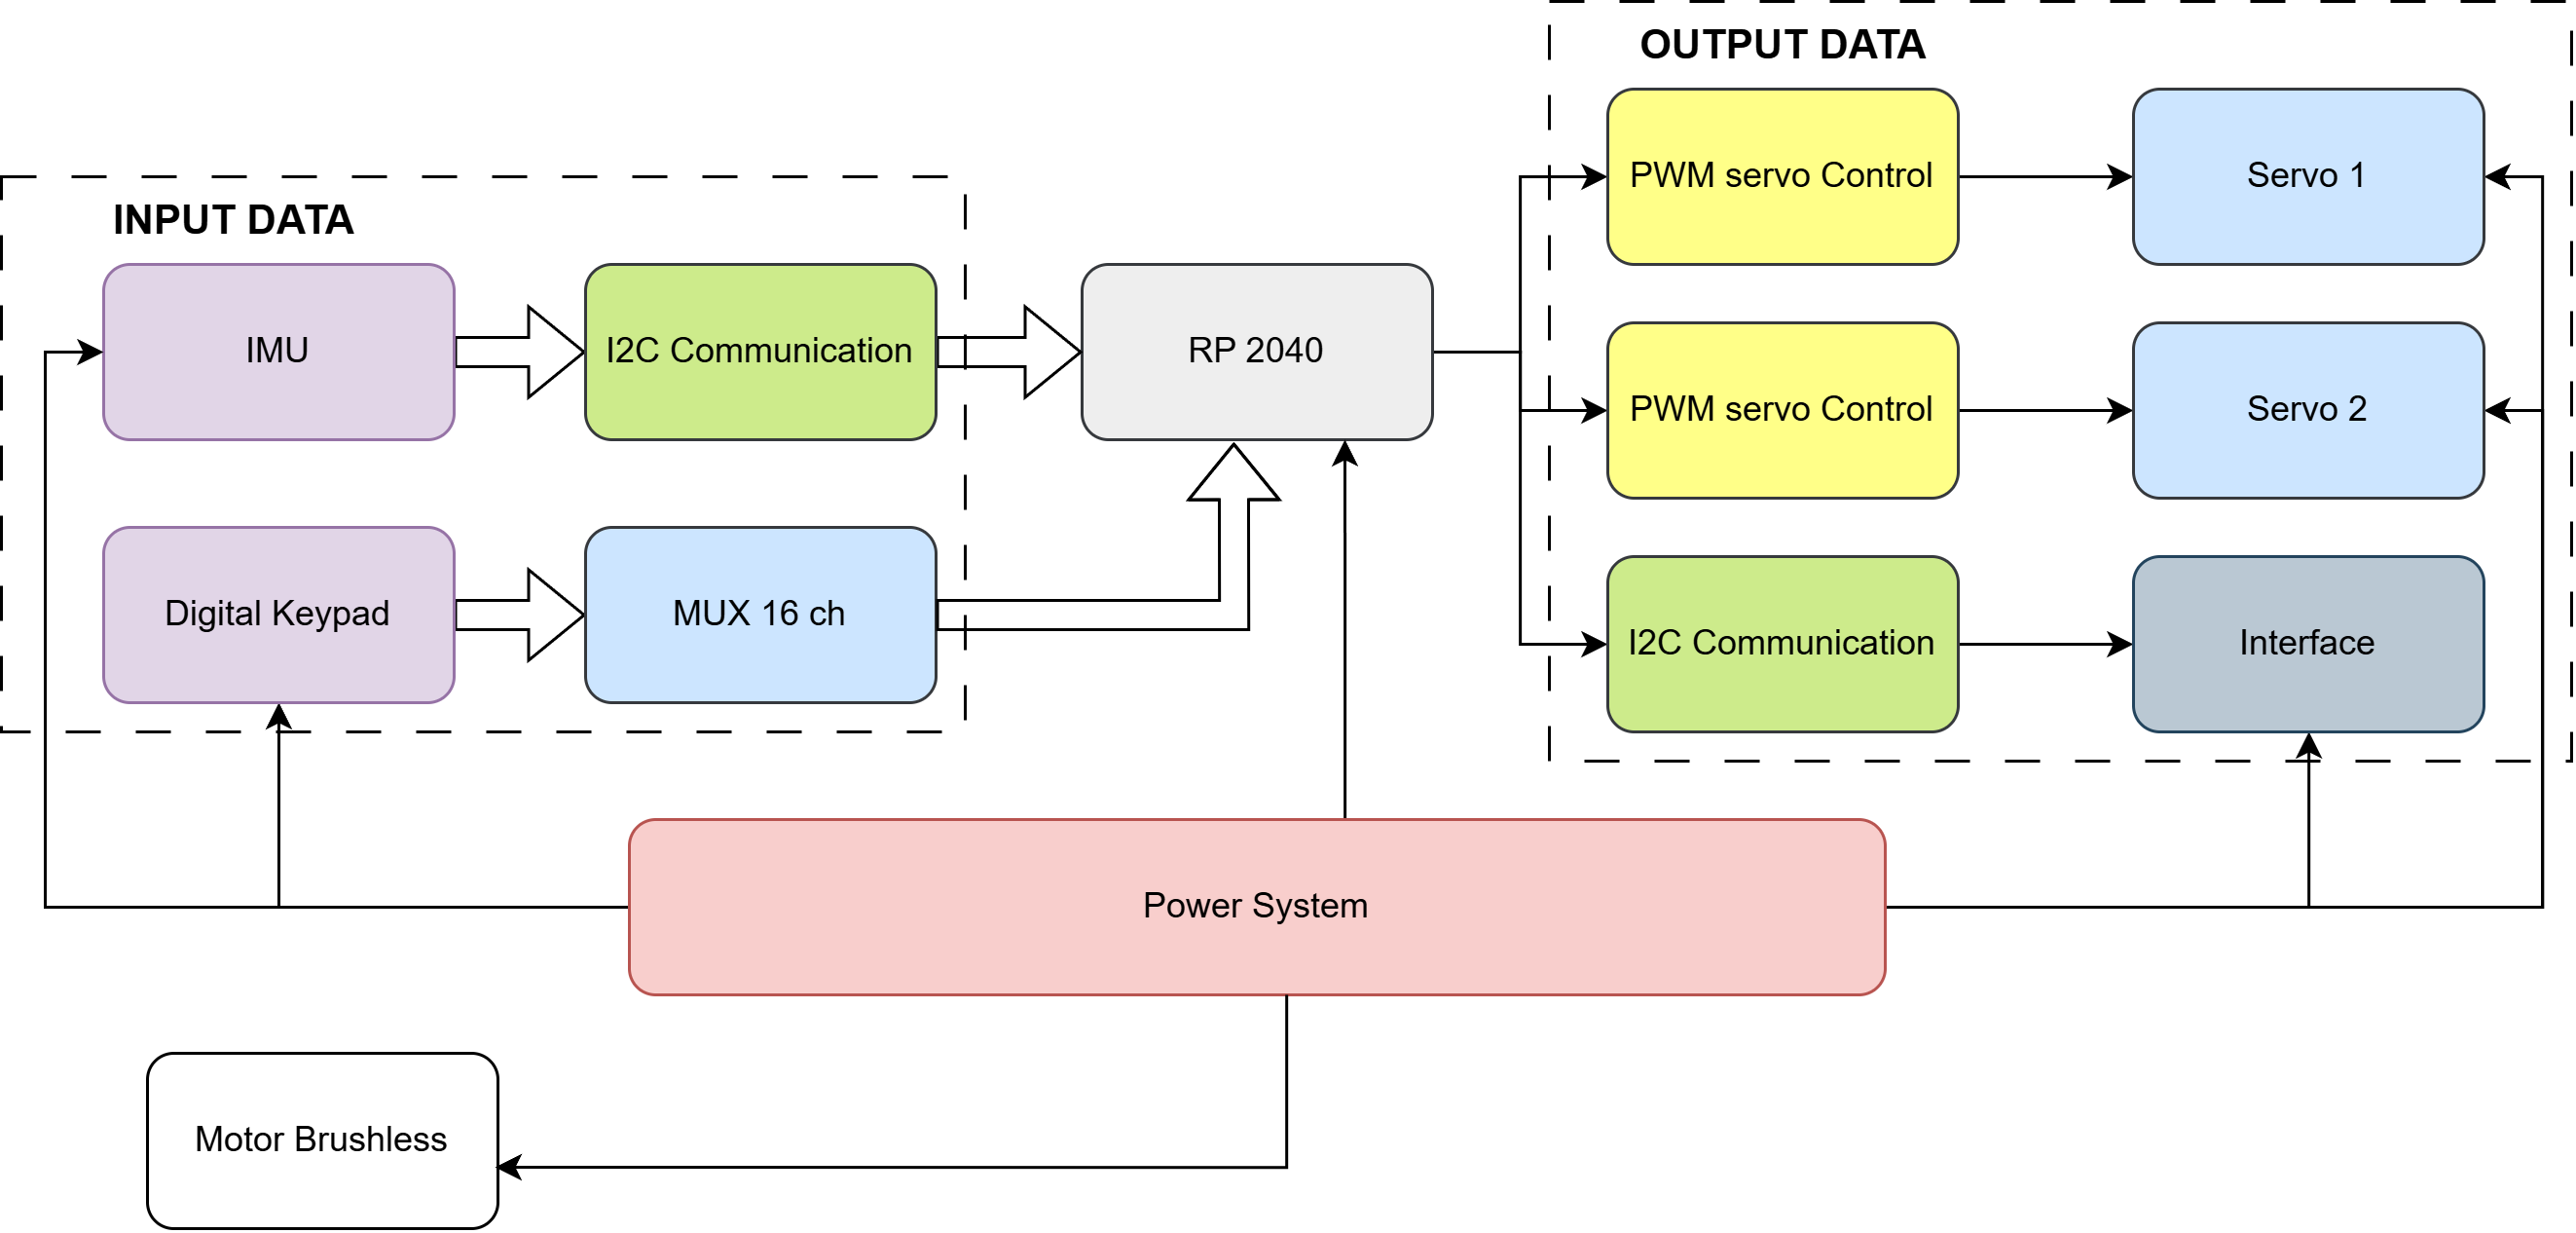 OUTPUT DATA
PWM servo Control
Servo 1
INPUT DATA
IMU
I2C Communication
RP 2040
PWM servo Control
Servo 2
Digital Keypad
MUX 16 ch
I2C Communication
Interface
Power System
Motor Brushless